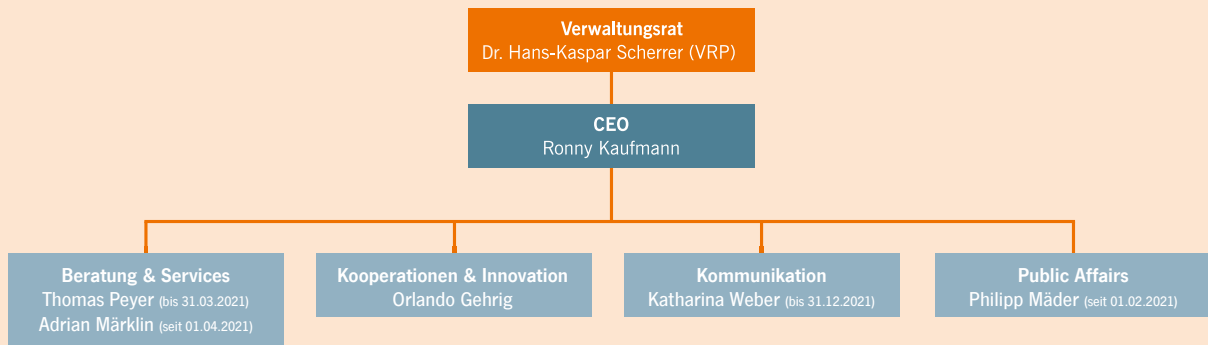 Verwaltungsrat
Dr. Hans-Kaspar Scherrer (VRP)
CEO
Ronny Kaufmann
Beratung & Services
Thomas Peyer (bis 31.03.2021)
Adrian Märklin (seit 01.04.2021)
Kooperationen & Innovation
Orlando Gehrig
Kommunikation
Katharina Weber (bis 31.12.2021)
Public Affairs
Philipp Mäder (seit 01.02.2021)